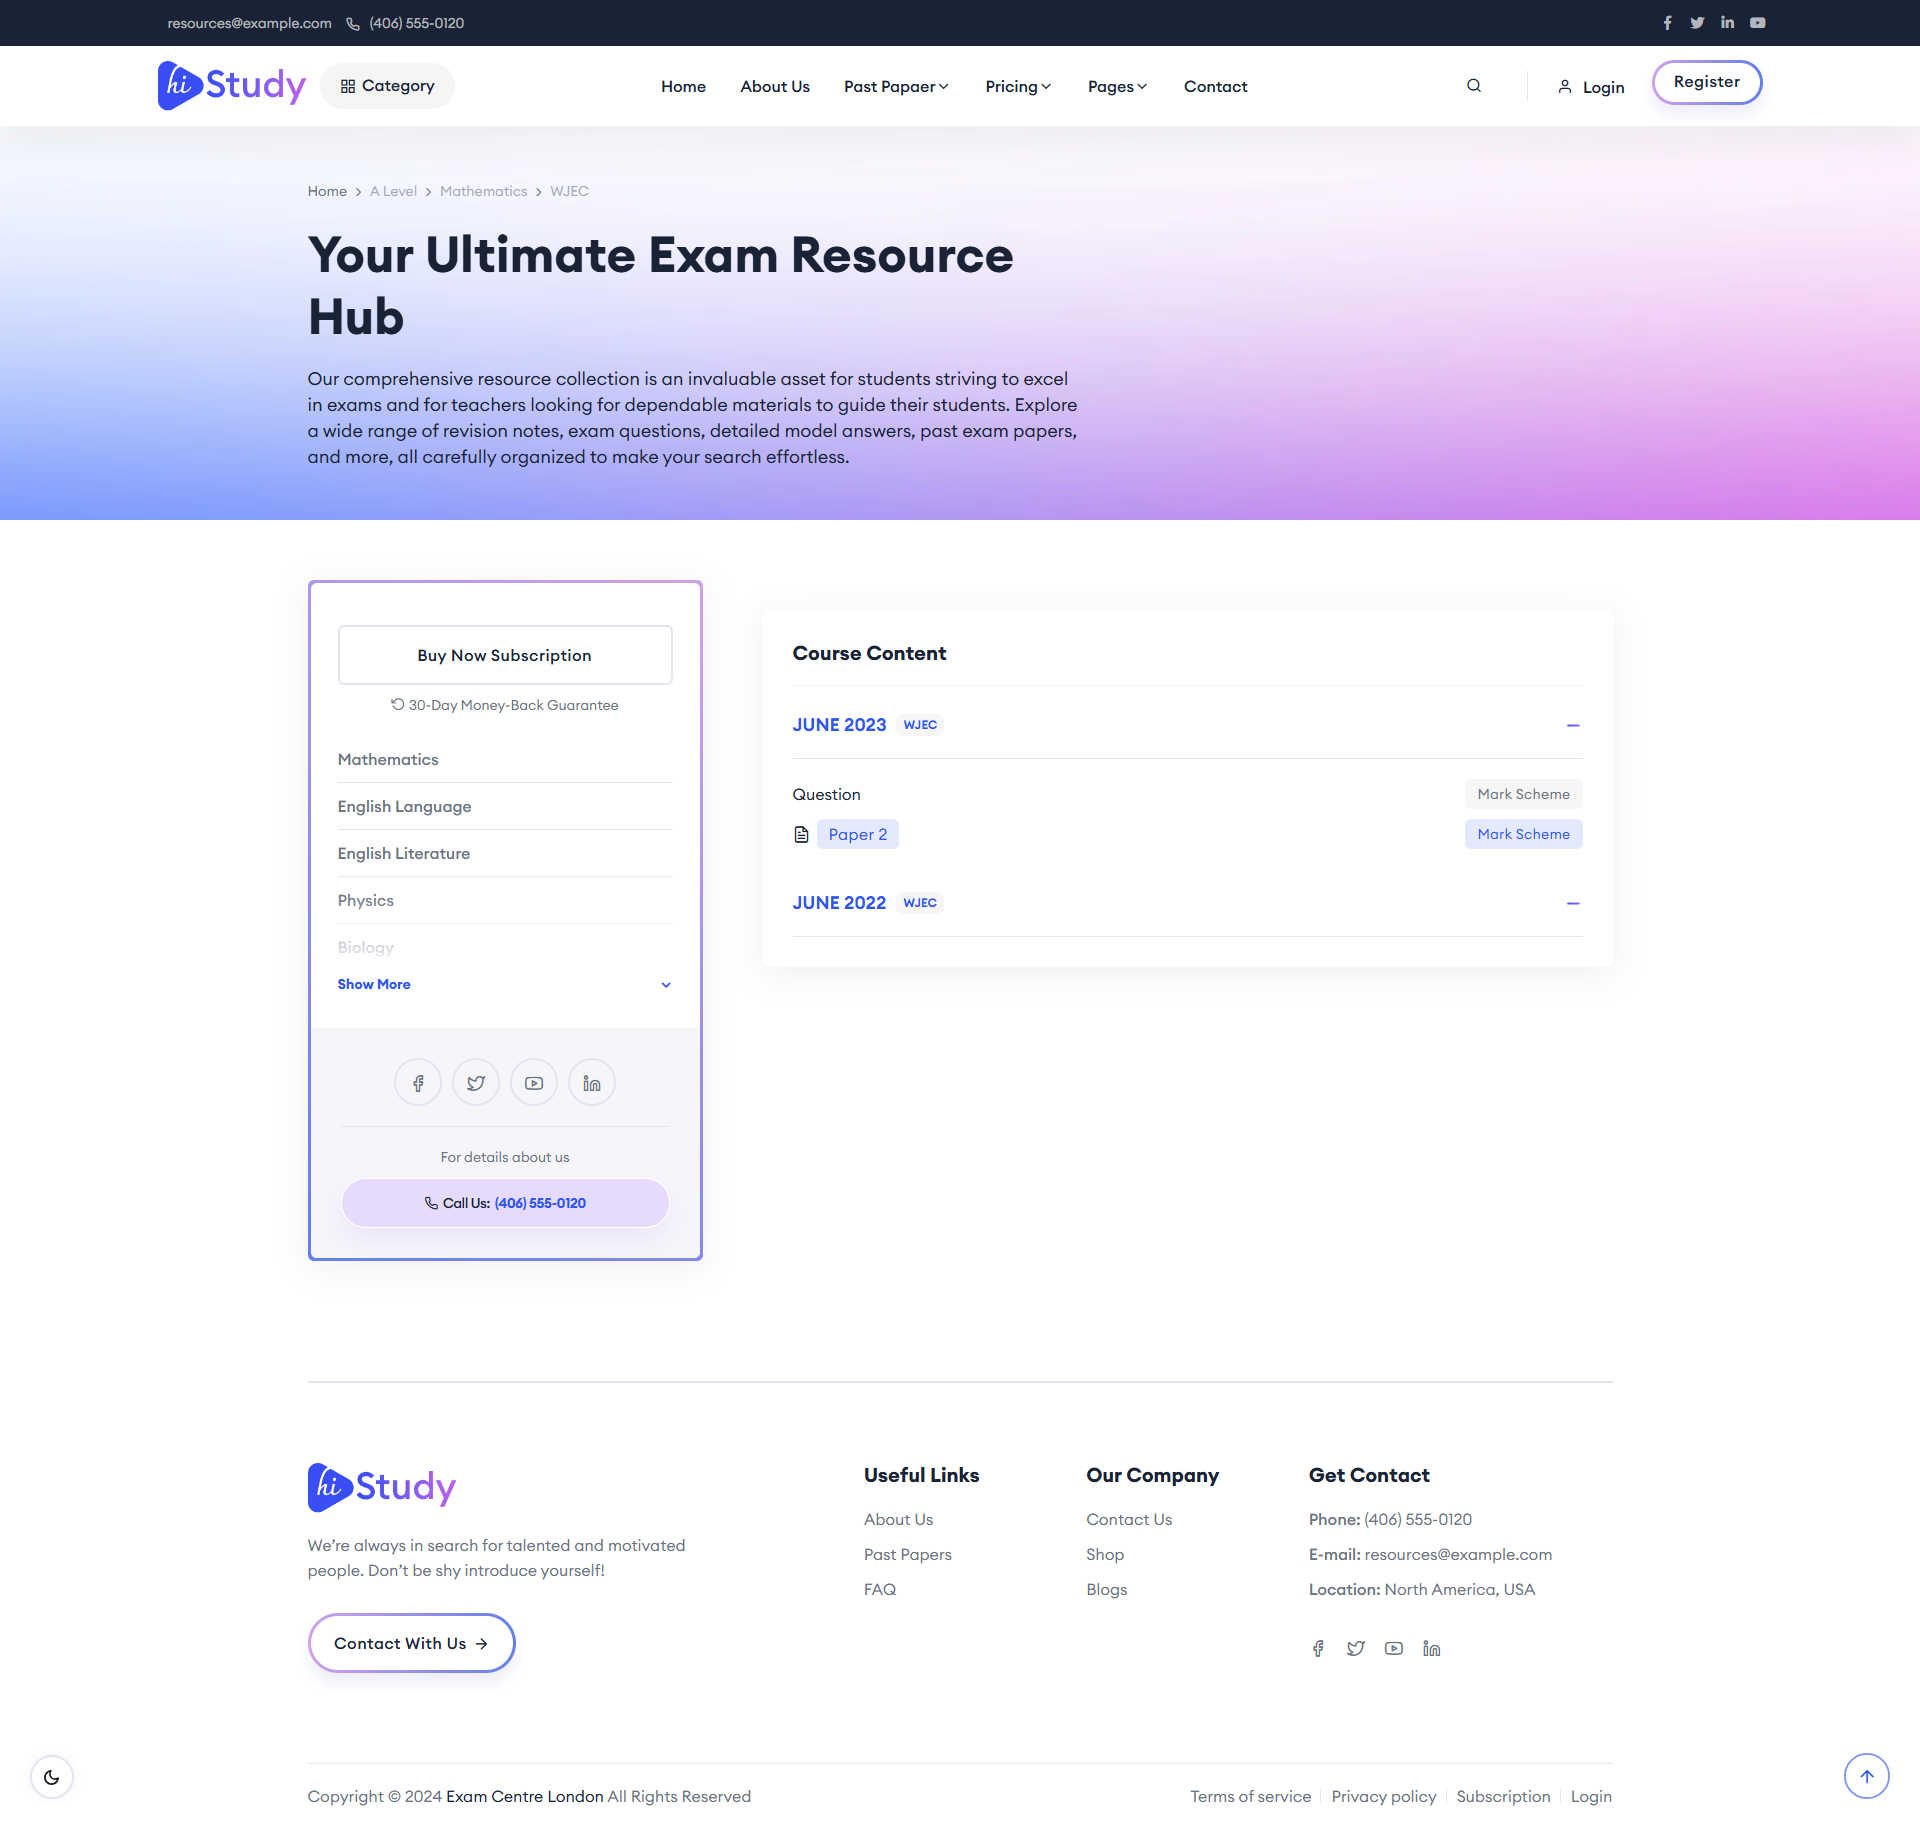 resources@example.com (406) 555-0120
hi Study
Category
Home About Us Past Papaer Pricing Pages Contact
Login
Register
Home > A Level > Mathematics > WJEC
Your Ultimate Exam Resource
Hub
Our comprehensive resource collection is an invaluable asset for students striving to excel
in exams and for teachers looking for dependable materials to guide their students. Explore
a wide range of revision notes, exam questions, detailed model answers, past exam papers,
and more, all carefully organized to make your search effortless.
Buy Now Subscription
30-Day Money-Back Guarantee
Mathematics
English Language
English Literature
Physics
Biology
Show More
For details about us
Call Us: (406) 555-0120
Course Content
JUNE 2023 WJEC
Question Mark Scheme
Paper 2 Mark Scheme
JUNE 2022 WJEC
hi Study
We’re always in search for talented and motivated
people. Don’t be shy introduce yourself!
Contact With Us
Useful Links
About Us
Past Papers
FAQ
Our Company
Contact Us
Shop
Blogs
Get Contact
Phone: (406) 555-0120
E-mail: resources@example.com
Location: North America, USA
Copyright © 2024 Exam Centre London All Rights Reserved
Terms of service Privacy policy Subscription Login